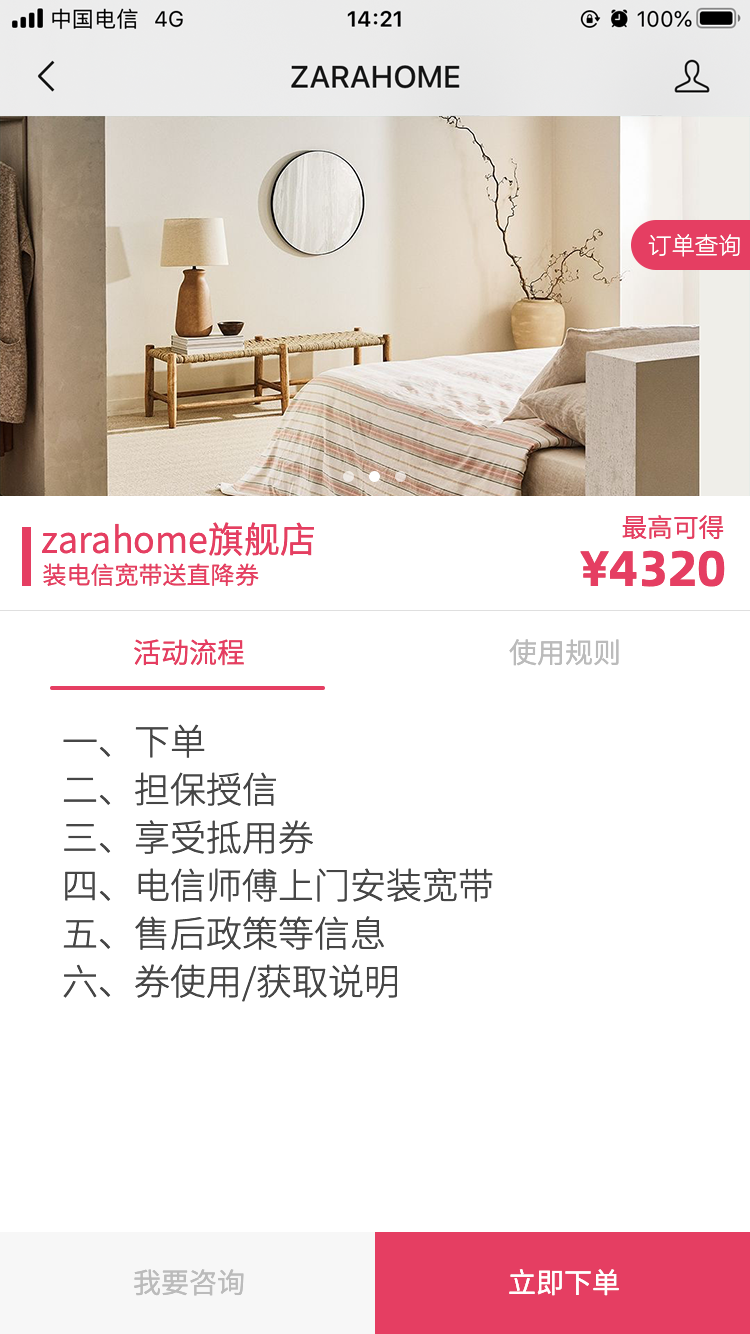 中国电信 4G 14:21 100%
ZARAHOME
订单查询
zarahome旗舰店
装电信宽带送直降券
最高可得
¥4320
活动流程 使用规则
一、下单
二、担保授信
三、享受抵用券
四、电信师傅上门安装宽带
五、售后政策等信息
六、券使用/获取说明
我要咨询 立即下单